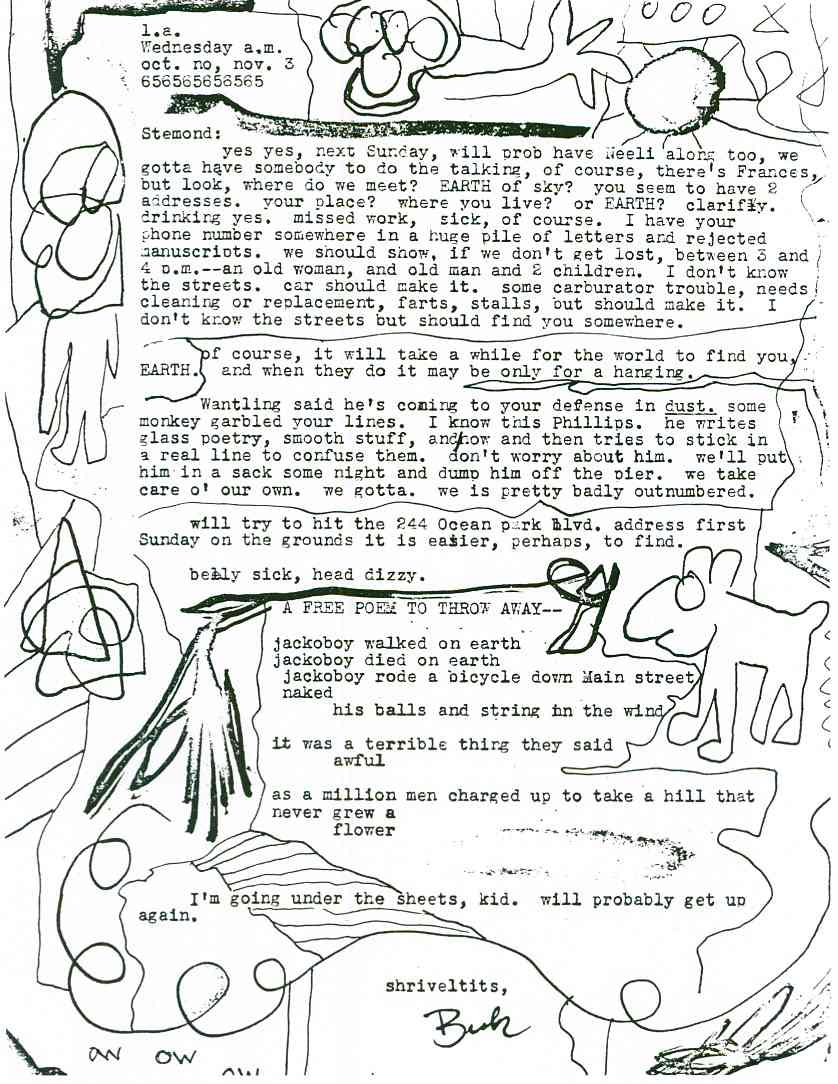 l.a.
Wednesday a.m.
oct. no, nov. 3
656565656565
Stemond:
yes yes, next Sunday, will prob have Neeli along too, we
gotta have somebody to do the talking, of course, there's Frances,
but look, where do we meet?  EARTH of sky?  you seem to have 2
addresses.  your place?  where you live?  or EARTH?  clarifiy.
drinking yes.  missed work,  sick, of course.  I have your
phone number somewhere in a huge pile of letters and rejected
manuscripts.  we should show, if we don't get lost, between 3 and
4 p.m.--an old woman, and old man and 2 children.  I don't know
the streets.  car should make it.  some carburator trouble, needs
cleaning or replacement, farts, stalls, but should make it.  I
don't know the streets but should find you somewhere.
of course, it will take a while for the world to find you,
EARTH.  and when they do it may be only for a hanging.
Wantling said he's coming to your defense in dust. some
monkey garbled your lines.  I know this Phillips.  he writes
glass poetry, smooth stuff, and/now and then tries to stick in
a real line to confuse them.  don't worry about him.  we'll put
him in a sack some night and dump him off the pier.  we take
care o' our own.  we gotta.  we is pretty badly outnumbered.
will try to hit the 244 Ocean park Blvd. address first
Sunday on the grounds it is easier, perhaps, to find.
belly sick, head dizzy.
A FREE POEM TO THROW AWAY--
jackoboy walked on earth
jackoboy died on earth
jackoboy rode a bicycle down Main street
naked
his balls and string in the wind
it was a terrible thing they said
awful
as a million men charged up to take a hill that
never grew a
flower
I'm going under the sheets, kid.  will probably get up
again.
shriveltits,
Buk
OW OW
OW